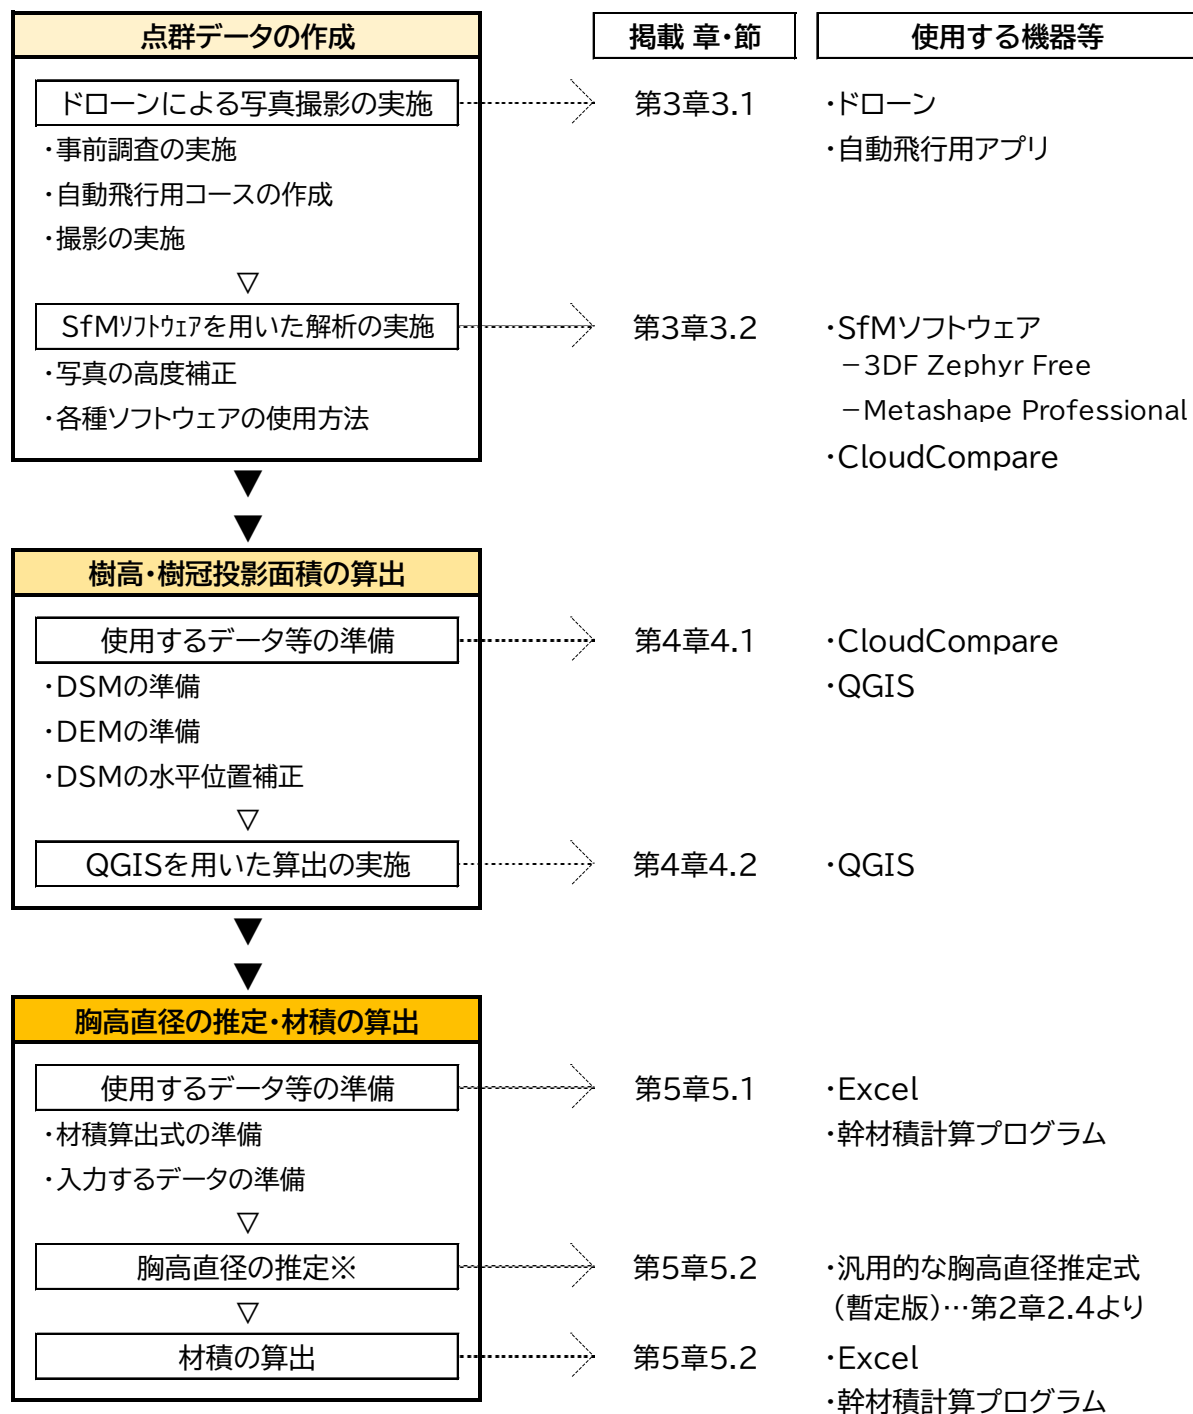 点群データの作成
掲載 章・節
使用する機器等
ドローンによる写真撮影の実施
第3章3.1
・ドローン
・事前調査の実施
・自動飛行用アプリ
・自動飛行用コースの作成
・撮影の実施
▽
SfMソフトウェアを用いた解析の実施
第3章3.2
・SfMソフトウェア
・写真の高度補正
－3DF Zephyr Free
・各種ソフトウェアの使用方法
－Metashape Professional
・CloudCompare
▼
▼
樹高・樹冠投影面積の算出
使用するデータ等の準備
第4章4.1
・CloudCompare
・DSMの準備
・QGIS
・DEMの準備
・DSMの水平位置補正
▽
QGISを用いた算出の実施
第4章4.2
・QGIS
▼
▼
胸高直径の推定・材積の算出
使用するデータ等の準備
第5章5.1
・Excel
・材積算出式の準備
・幹材積計算プログラム
・入力するデータの準備
▽
胸高直径の推定※
第5章5.2
・汎用的な胸高直径推定式
▽
（暫定版）…第2章2.4より
材積の算出
第5章5.2
・Excel
・幹材積計算プログラム